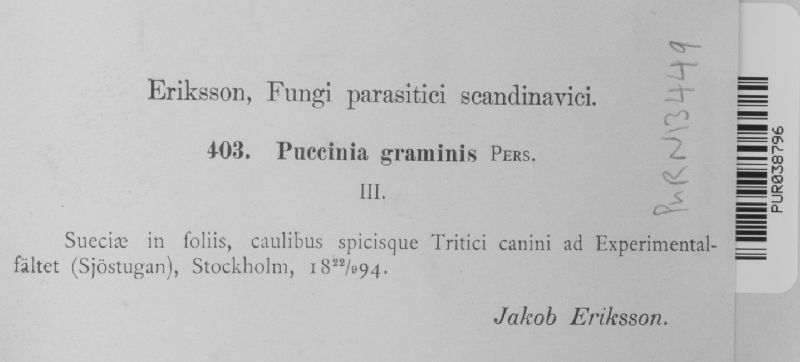 Eriksson, Fungi parasitici scandinavici.
403. Puccinia graminis PERS.
III.
Sueciæ in foliis, caulibus spicisque Tritici canini ad Experimental-
fältet (Sjöstugan), Stockholm, 18²²/₉94.
Jakob Eriksson.
PUR N13449
PUR038796